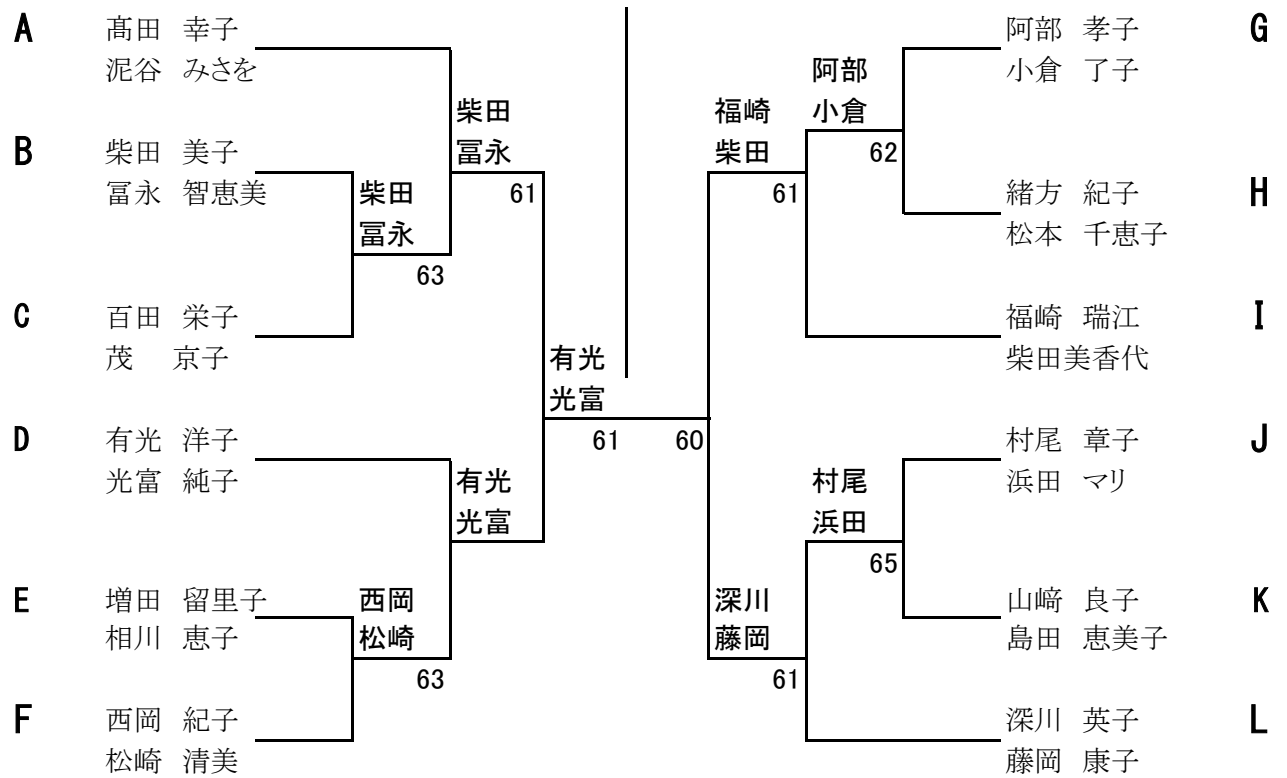 A
髙田 幸子
泥谷 みさを
B
柴田 美子
冨永 智恵美
C
百田 栄子
茂 京子
D
有光 洋子
光富 純子
E
増田 留里子
相川 恵子
F
西岡 紀子
松崎 清美
柴田
冨永
63
西岡
松崎
63
柴田
冨永
61
有光
光富
有光
光富
61
60
福崎
柴田
61
深川
藤岡
61
阿部
小倉
62
村尾
浜田
65
阿部 孝子
小倉 了子
G
緒方 紀子
松本 千恵子
H
福崎 瑞江
柴田美香代
I
村尾 章子
浜田 マリ
J
山﨑 良子
島田 恵美子
K
深川 英子
藤岡 康子
L